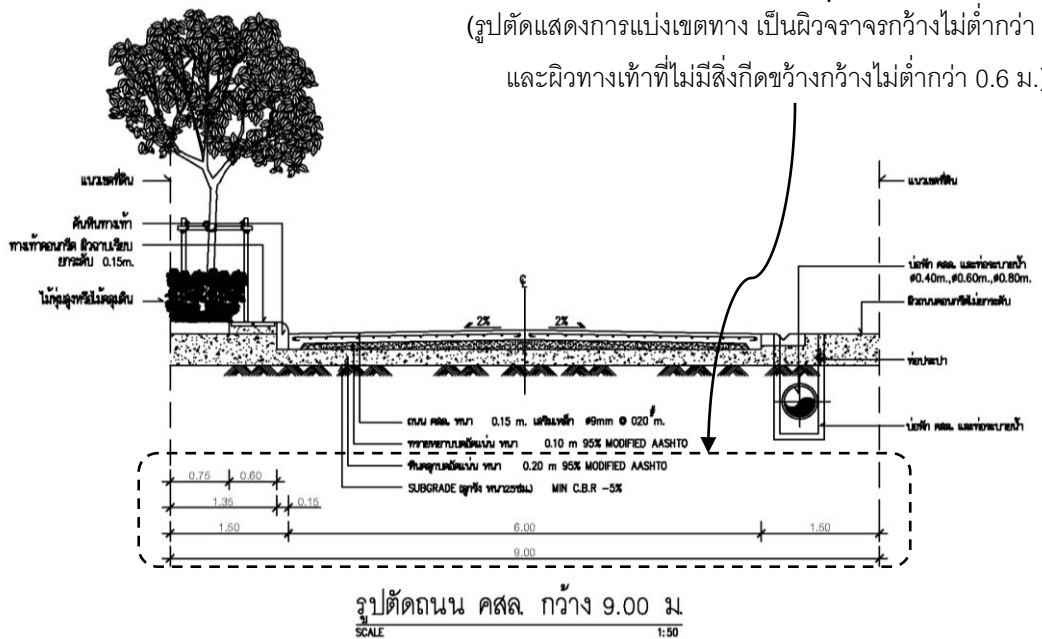 (รูปตัดแสดงการแบ่งเขตทาง เป็นผิวจราจรกว้างไม่ต่ำกว่า
และผิวทางเท้าที่ไม่มีสิ่งกีดขว้างกว้างไม่ต่ำกว่า 0.6 ม.)
แนวเขตที่ดิน
แนวเขตที่ดิน
คันหินทางเท้า
ทางเท้าคอนกรีต ผิวฉาบเรียบ
ยกระดับ 0.15m.
ไม้พุ่มสูงหรือไม้คลุมดิน
บ่อพัก คสล. และท่อระบายน้ำ
ø0.40m.,ø0.60m.,ø0.80m.
ผิวถนนคอนกรีตไม่ยกระดับ
2%
2%
ท่อประปา
บ่อพัก คสล. และท่อระบายน้ำ
ถนน คสล. หนา 0.15 m. เสริมเหล็ก ø9mm @ 020 m.
#
ทรายหยาบบดอัดแน่น หนา 0.10 m 95% MODIFIED AASHTO
หินคลุกบดอัดแน่น หนา 0.20 m 95% MODIFIED AASHTO
SUBGRADE (ลูกรัง หนา25ซม.) MIN C.B.R -5%
0.75 0.60
1.35 0.15
1.50 6.00 1.50
9.00
รูปตัดถนน คสล. กว้าง 9.00 ม
SCALE 1:50